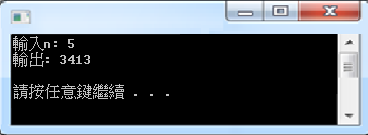 輸入n: 5
輸出: 3413
請按任意鍵繼續 . . .